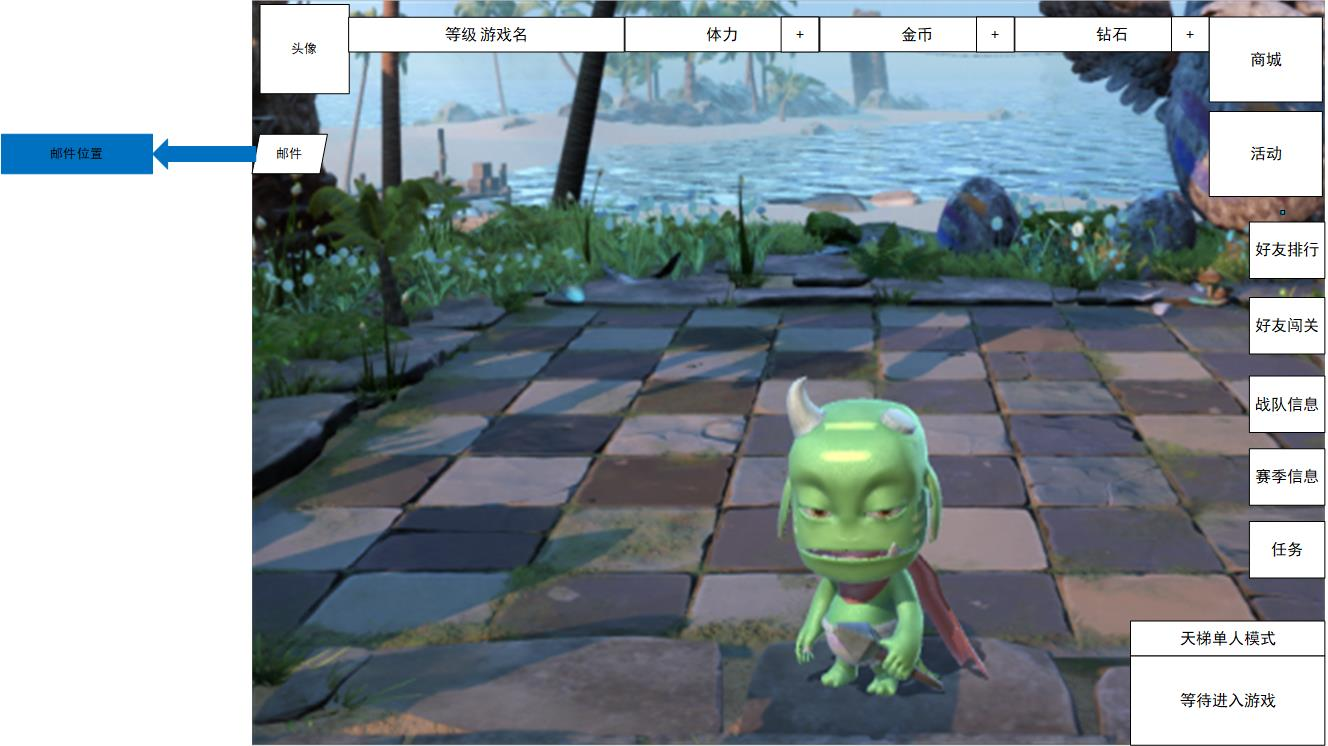 头像
等级 游戏名
体力
+
金币
+
钻石
+
商城
邮件位置
邮件
活动
好友排行
好友闯关
战队信息
赛季信息
任务
天梯单人模式
等待进入游戏